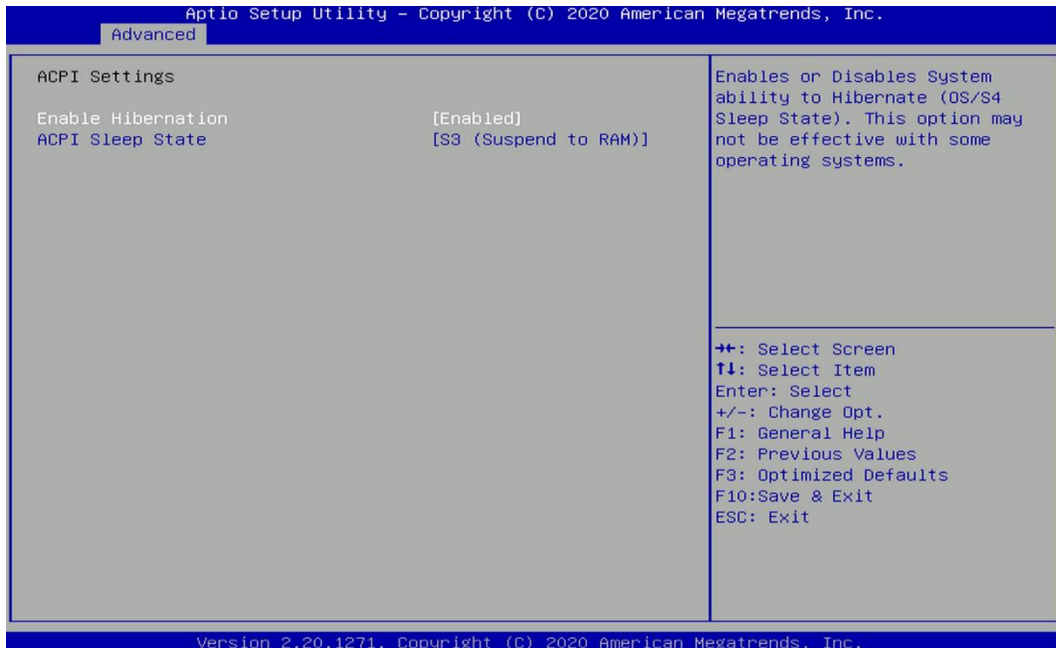 Aptio Setup Utility – Copyright (C) 2020 American Megatrends, Inc.
Advanced
ACPI Settings
Enable Hibernation [Enabled]
ACPI Sleep State [S3 (Suspend to RAM)]
Enables or Disables System
ability to Hibernate (OS/S4
Sleep State). This option may
not be effective with some
operating systems.
→←: Select Screen
↑↓: Select Item
Enter: Select
+/-: Change Opt.
F1: General Help
F2: Previous Values
F3: Optimized Defaults
F10:Save & Exit
ESC: Exit
Version 2.20.1271. Copyright (C) 2020 American Megatrends, Inc.